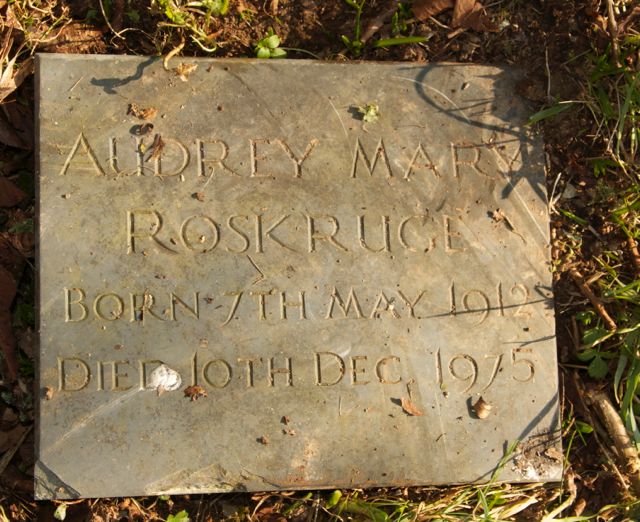 AUDREY MARY
ROSKRUGE
BORN 7TH MAY 1912
DIED 10TH DEC. 1975